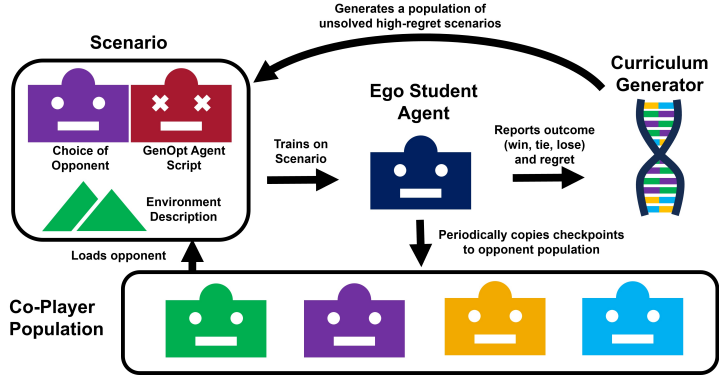 Generates a population of
unsolved high-regret scenarios
Scenario
Curriculum
Generator
Ego Student
Agent
Choice of
Opponent
GenOpt Agent
Script
Trains on
Scenario
Reports outcome
(win, tie, lose)
and regret
Environment
Description
Loads opponent
Periodically copies checkpoints
to opponent population
Co-Player
Population